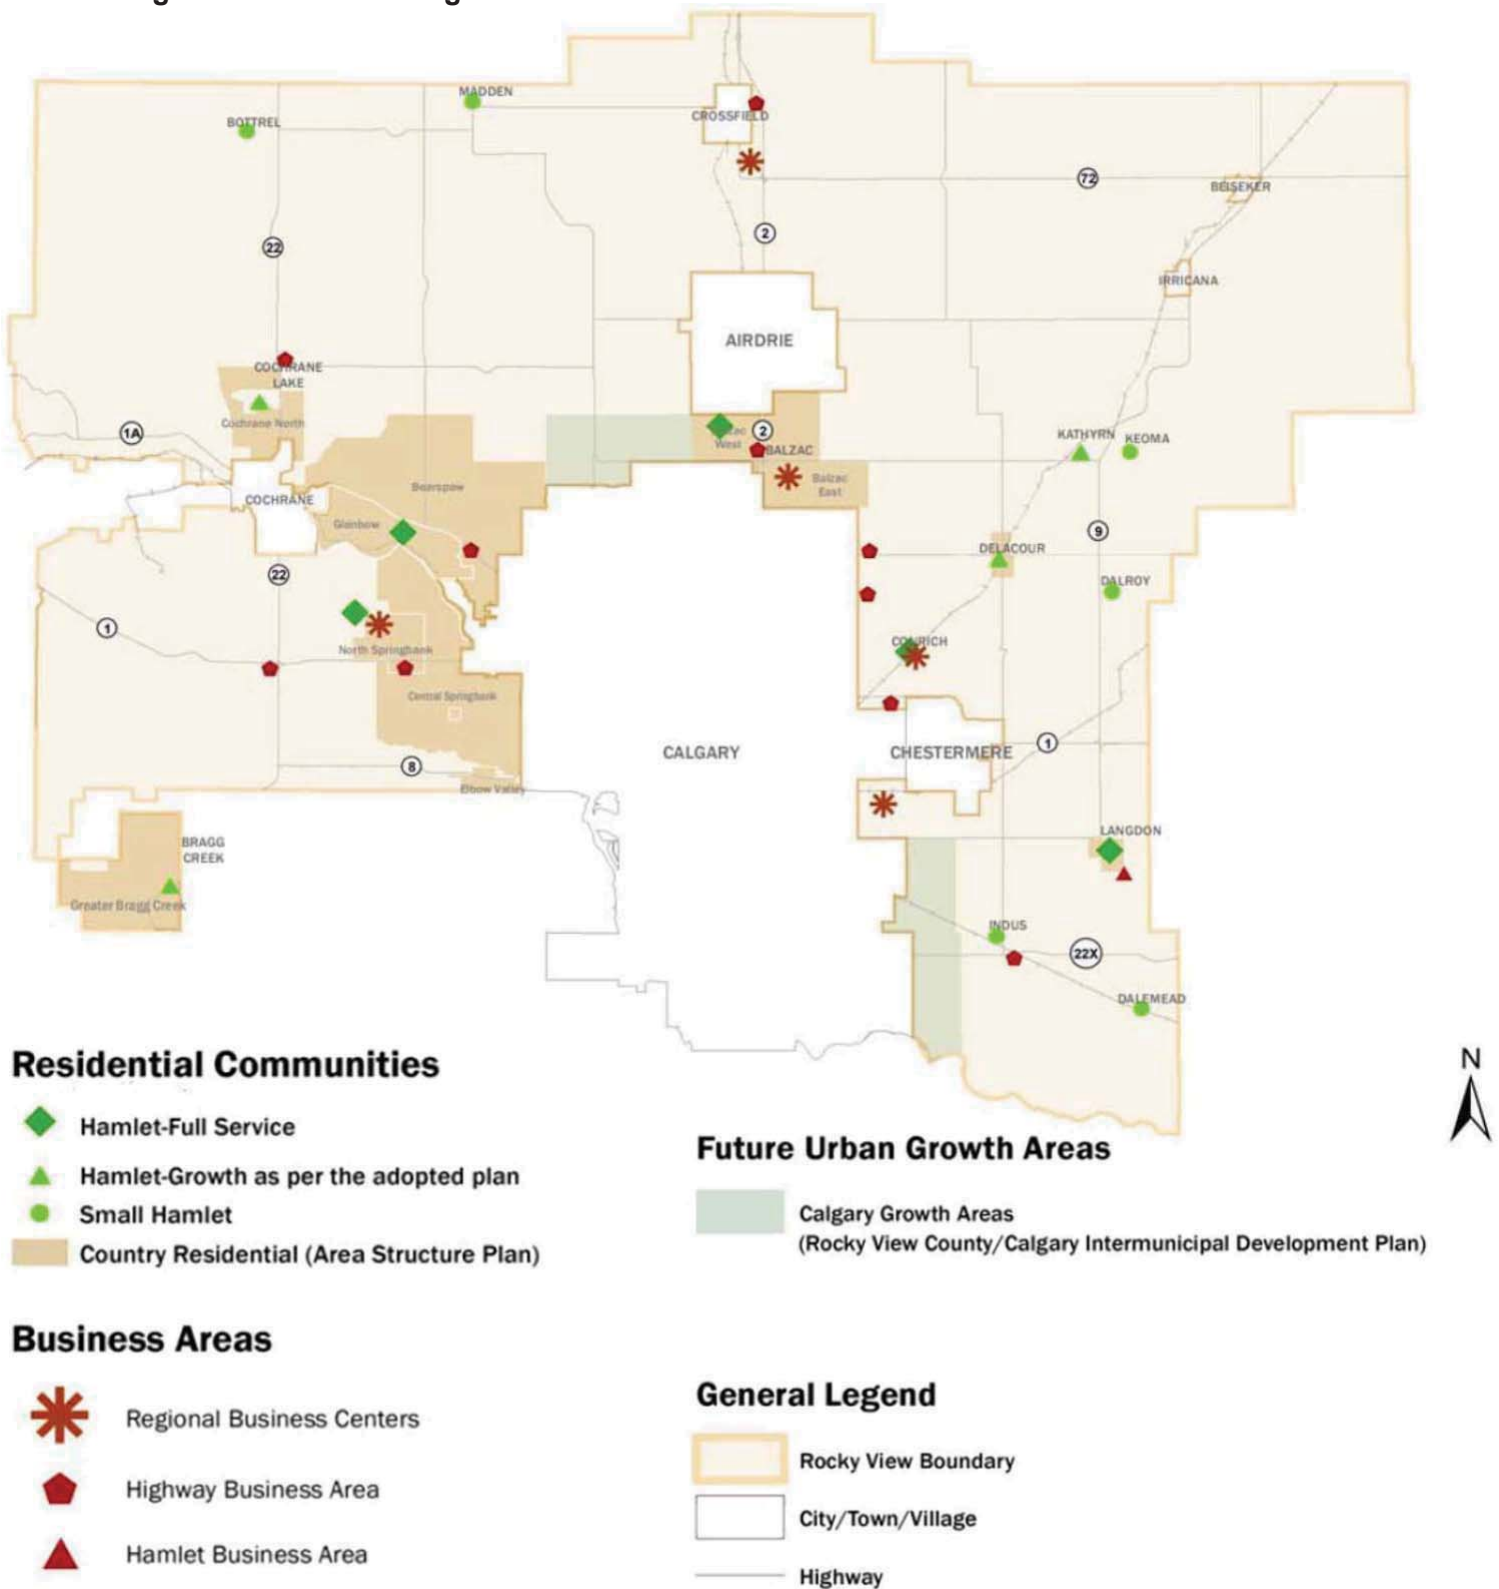 MADDEN
BOTTREL
CROSSFIELD
72
BEISEKER
2
22
IRRICANA
AIRDRIE
COCHRANE
LAKE
Cochrane North
1A
2
West
BALZAC
KATHYRN
KEOMA
Balzac
East
Bearspaw
COCHRANE
Glenbow
9
DELACOUR
22
DALROY
1
CONRICH
North Springbank
Central Springbank
CALGARY
CHESTERMERE
1
8
Elbow Valley
LANGDON
BRAGG
CREEK
Greater Bragg Creek
INDUS
22X
DALEMEAD
N
Residential Communities
Hamlet-Full Service
Hamlet-Growth as per the adopted plan
Small Hamlet
Country Residential (Area Structure Plan)
Future Urban Growth Areas
Calgary Growth Areas
(Rocky View County/Calgary Intermunicipal Development Plan)
Business Areas
Regional Business Centers
Highway Business Area
Hamlet Business Area
General Legend
Rocky View Boundary
City/Town/Village
Highway